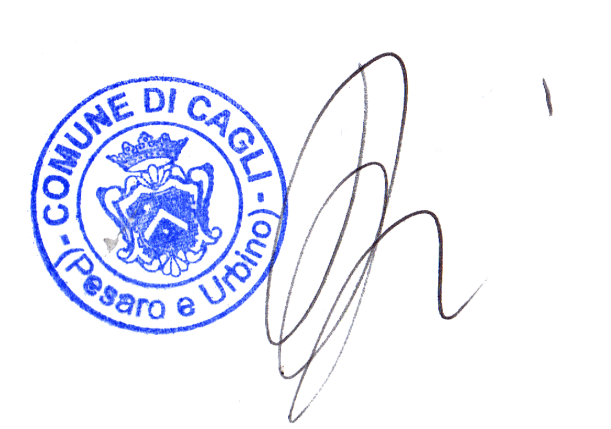 - COMUNE DI CAGLI -
(Pesaro e Urbino)